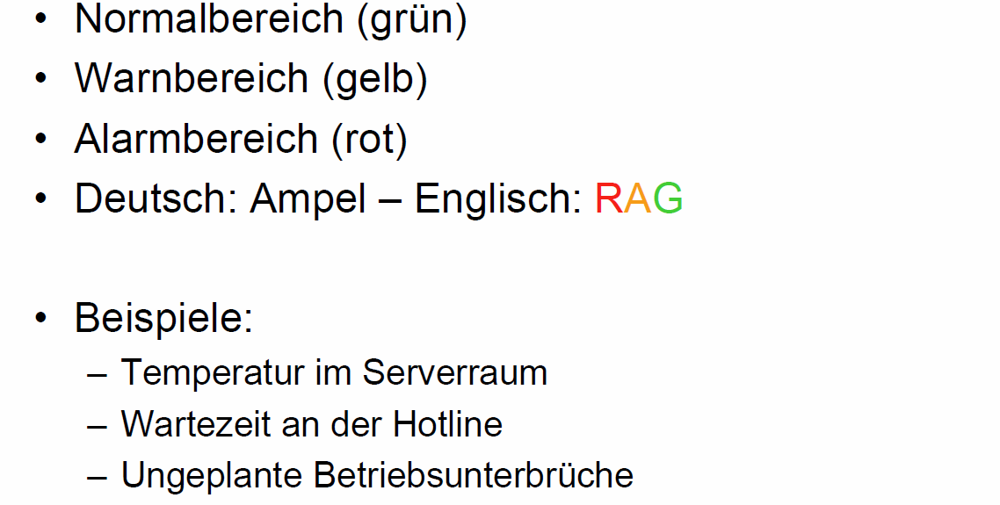 • Normalbereich (grün)
• Warnbereich (gelb)
• Alarmbereich (rot)
• Deutsch: Ampel – Englisch: RAG
• Beispiele:
– Temperatur im Serverraum
– Wartezeit an der Hotline
– Ungeplante Betriebsunterbrüche